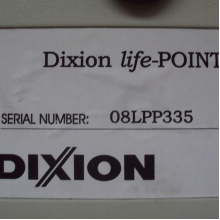 Dixion life-POINT
SERIAL NUMBER: 08LPP335
DIXION